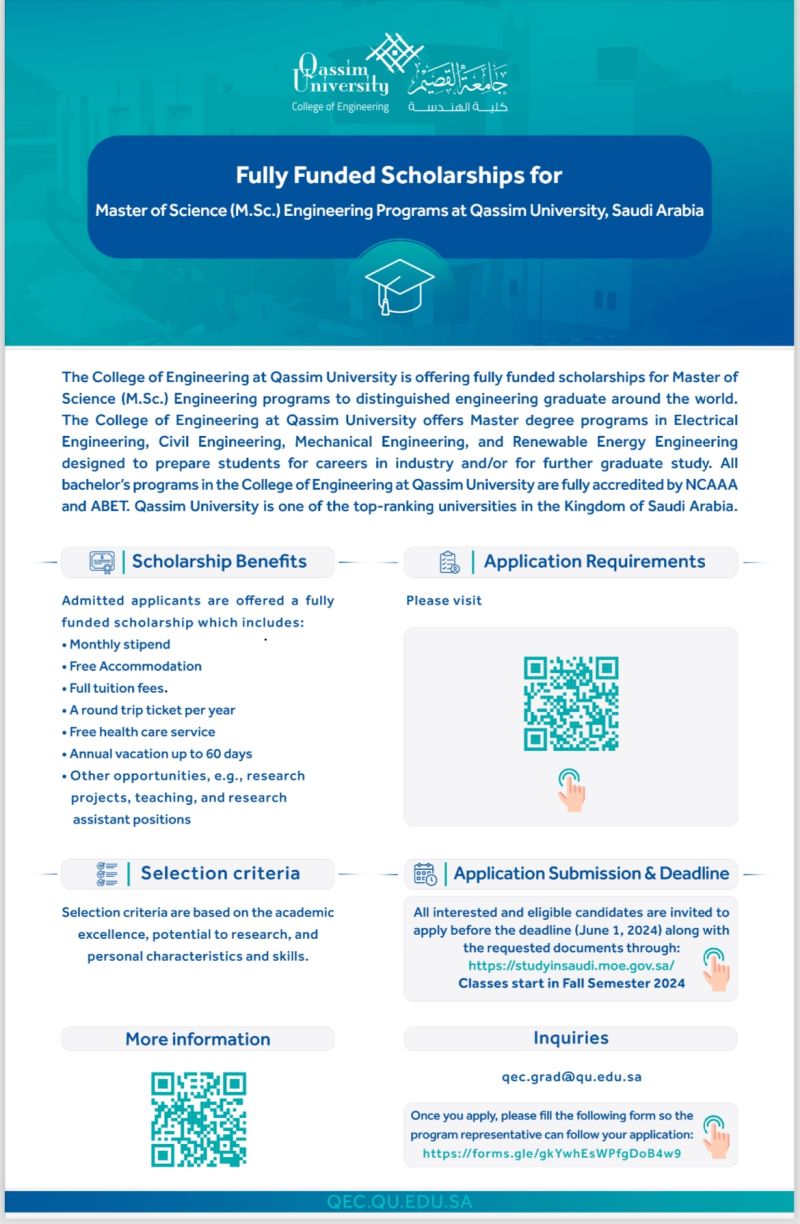 Qassim
University
College of Engineering
جامعة القصيم
كلية الهندسة
Fully Funded Scholarships for
Master of Science (M.Sc.) Engineering Programs at Qassim University, Saudi Arabia
The College of Engineering at Qassim University is offering fully funded scholarships for Master of
Science (M.Sc.) Engineering programs to distinguished engineering graduate around the world.
The College of Engineering at Qassim University offers Master degree programs in Electrical
Engineering, Civil Engineering, Mechanical Engineering, and Renewable Energy Engineering
designed to prepare students for careers in industry and/or for further graduate study. All
bachelor's programs in the College of Engineering at Qassim University are fully accredited by NCAAA
and ABET. Qassim University is one of the top-ranking universities in the Kingdom of Saudi Arabia.
Scholarship Benefits
Admitted applicants are offered a fully
funded scholarship which includes:
• Monthly stipend
• Free Accommodation
• Full tuition fees.
• A round trip ticket per year
• Free health care service
• Annual vacation up to 60 days
• Other opportunities, e.g., research
projects, teaching, and research
assistant positions
Application Requirements
Please visit
Selection criteria
Selection criteria are based on the academic
excellence, potential to research, and
personal characteristics and skills.
Application Submission & Deadline
All interested and eligible candidates are invited to
apply before the deadline (June 1, 2024) along with
the requested documents through:
https://studyinsaudi.moe.gov.sa/
Classes start in Fall Semester 2024
More information
Inquiries
qec.grad@qu.edu.sa
Once you apply, please fill the following form so the
program representative can follow your application:
https://forms.gle/gkYwhEsWPfgDoB4w9
QEC.QU.EDU.SA